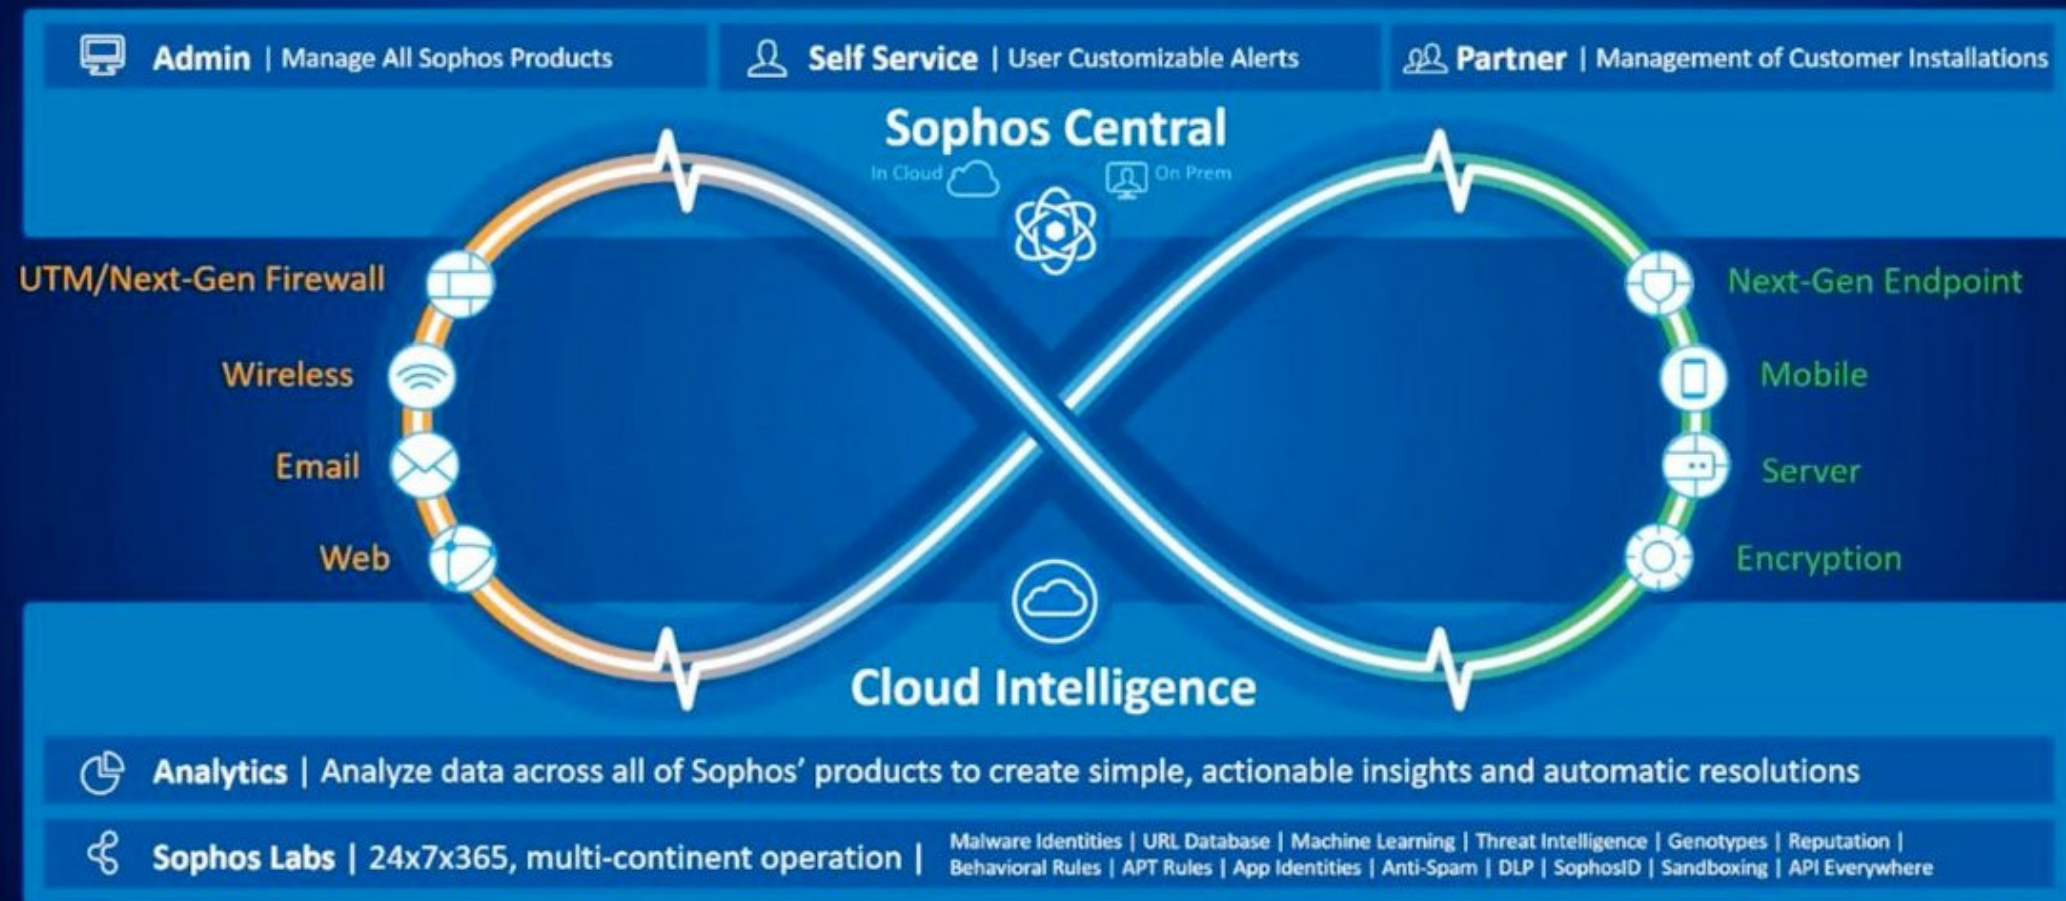 Admin | Manage All Sophos Products
Self Service | User Customizable Alerts
Partner | Management of Customer Installations
Sophos Central
In Cloud
On Prem
UTM/Next-Gen Firewall
Wireless
Email
Web
Next-Gen Endpoint
Mobile
Server
Encryption
Cloud Intelligence
Analytics | Analyze data across all of Sophos' products to create simple, actionable insights and automatic resolutions
Sophos Labs | 24x7x365, multi-continent operation |
Malware Identities | URL Database | Machine Learning | Threat Intelligence | Genotypes | Reputation |
Behavioral Rules | APT Rules | App Identities | Anti-Spam | DLP | SophosID | Sandboxing | API Everywhere